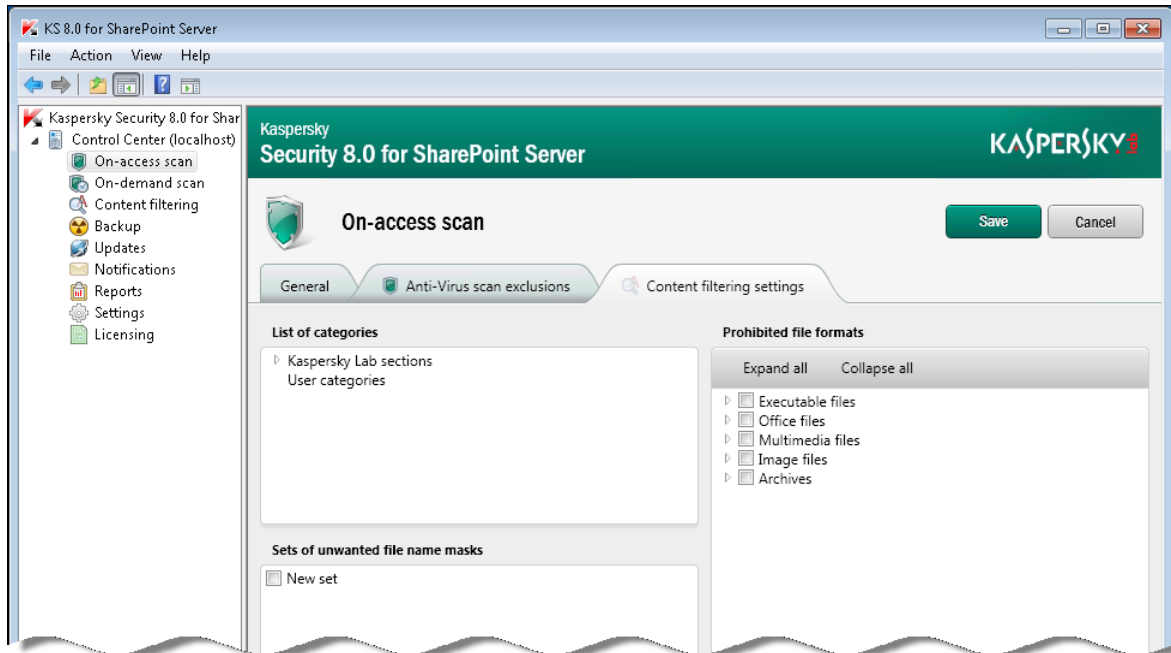 KS 8.0 for SharePoint Server
File Action View Help
Kaspersky Security 8.0 for Shar
Control Center (localhost)
On-access scan
On-demand scan
Content filtering
Backup
Updates
Notifications
Reports
Settings
Licensing
Kaspersky
Security 8.0 for SharePoint Server
KASPERSKY lab
On-access scan
Save Cancel
General Anti-Virus scan exclusions Content filtering settings
List of categories
Kaspersky Lab sections
User categories
Sets of unwanted file name masks
New set
Prohibited file formats
Expand all Collapse all
Executable files
Office files
Multimedia files
Image files
Archives